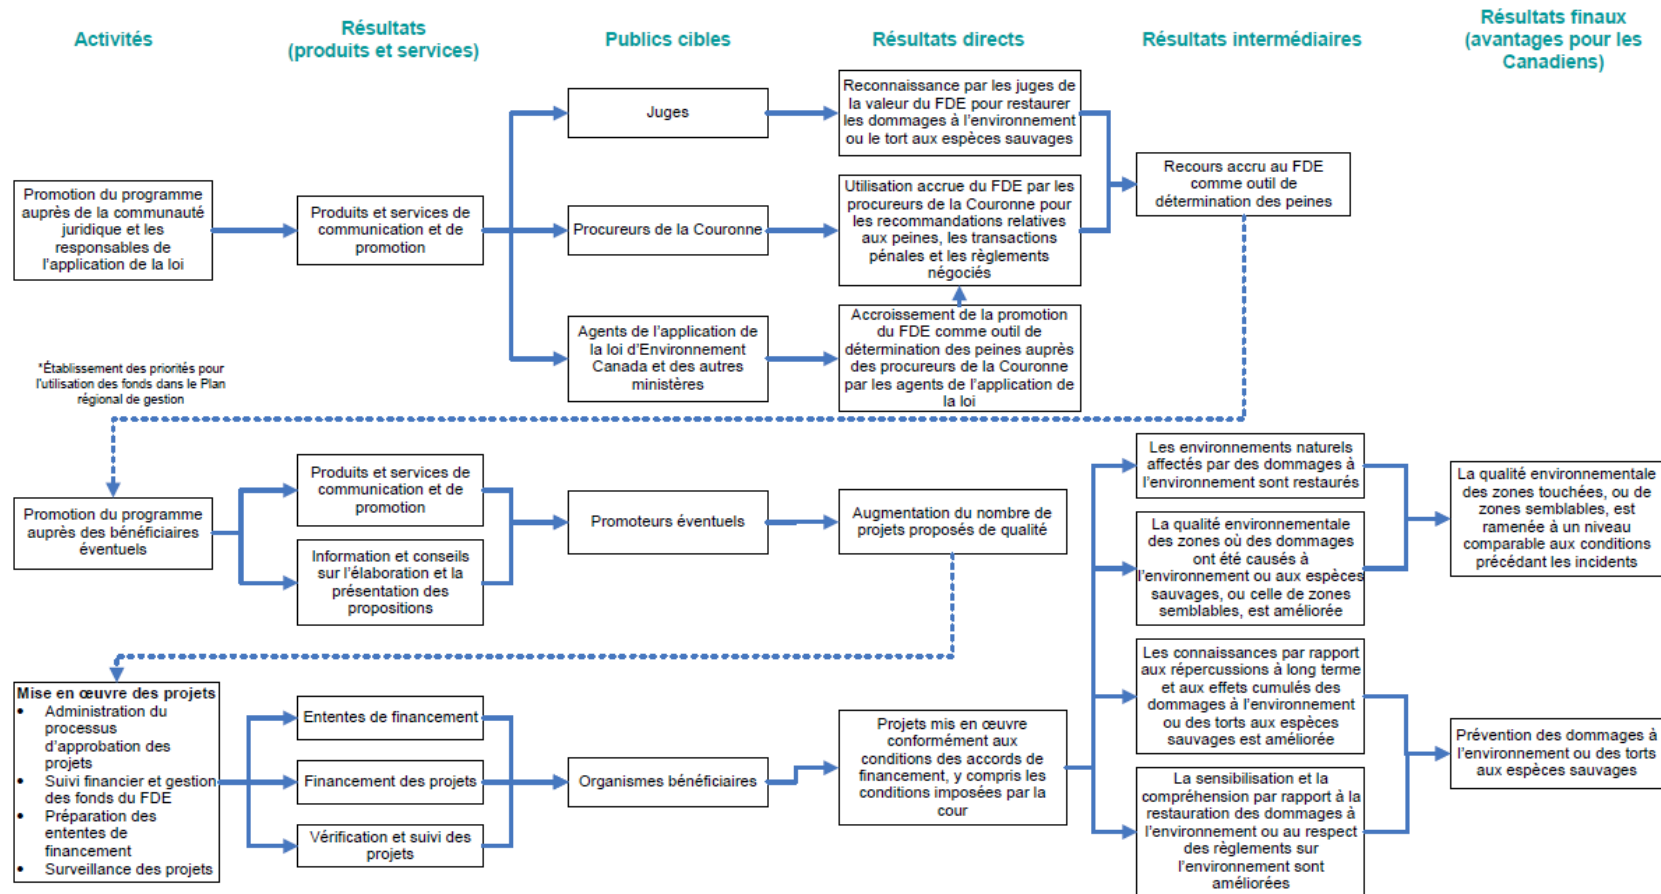 Activités
Résultats
(produits et services)
Publics cibles
Résultats directs
Résultats intermédiaires
Résultats finaux
(avantages pour les
Canadiens)
Promotion du programme
auprès de la communauté
juridique et les
responsables de
l'application de la loi
Produits et services de
communication et de
promotion
Juges
Procureurs de la Couronne
Agents de l'application de
la loi d'Environnement
Canada et des autres
ministères
Reconnaissance par les juges de
la valeur du FDE pour restaurer
les dommages à l'environnement
ou le tort aux espèces sauvages
Utilisation accrue du FDE par les
procureurs de la Couronne pour
les recommandations relatives
aux peines, les transactions
pénales et les règlements
négociés
Accroissement de la promotion
du FDE comme outil de
détermination des peines auprès
des procureurs de la Couronne
par les agents de l'application de
la loi
Recours accru au FDE
comme outil de
détermination des peines
*Établissement des priorités pour
l'utilisation des fonds dans le Plan
régional de gestion
Promotion du programme
auprès des bénéficiaires
éventuels
Produits et services de
communication et de
promotion
Information et conseils
sur l'élaboration et la
présentation des
propositions
Promoteurs éventuels
Augmentation du nombre de
projets proposés de qualité
Les environnements naturels
affectés par des dommages à
l'environnement sont restaurés
La qualité environnementale
des zones où des dommages
ont été causés à
l'environnement ou aux espèces
sauvages, ou celle de zones
semblables, est améliorée
La qualité environnementale
des zones touchées, ou de
zones semblables, est
ramenée à un niveau
comparable aux conditions
précédant les incidents
Mise en œuvre des projets
• Administration du
processus
d'approbation des
projets
• Suivi financier et gestion
des fonds du FDE
• Préparation des
ententes de
financement
• Surveillance des projets
Ententes de financement
Financement des projets
Vérification et suivi des
projets
Organismes bénéficiaires
Projets mis en œuvre
conformément aux
conditions des accords de
financement, y compris les
conditions imposées par la
cour
Les connaissances par rapport
aux répercussions à long terme
et aux effets cumulés des
dommages à l'environnement
ou des torts aux espèces
sauvages est améliorée
La sensibilisation et la
compréhension par rapport à la
restauration des dommages à
l'environnement ou au respect
des règlements sur
l'environnement sont
améliorées
Prévention des dommages à
l'environnement ou des torts
aux espèces sauvages